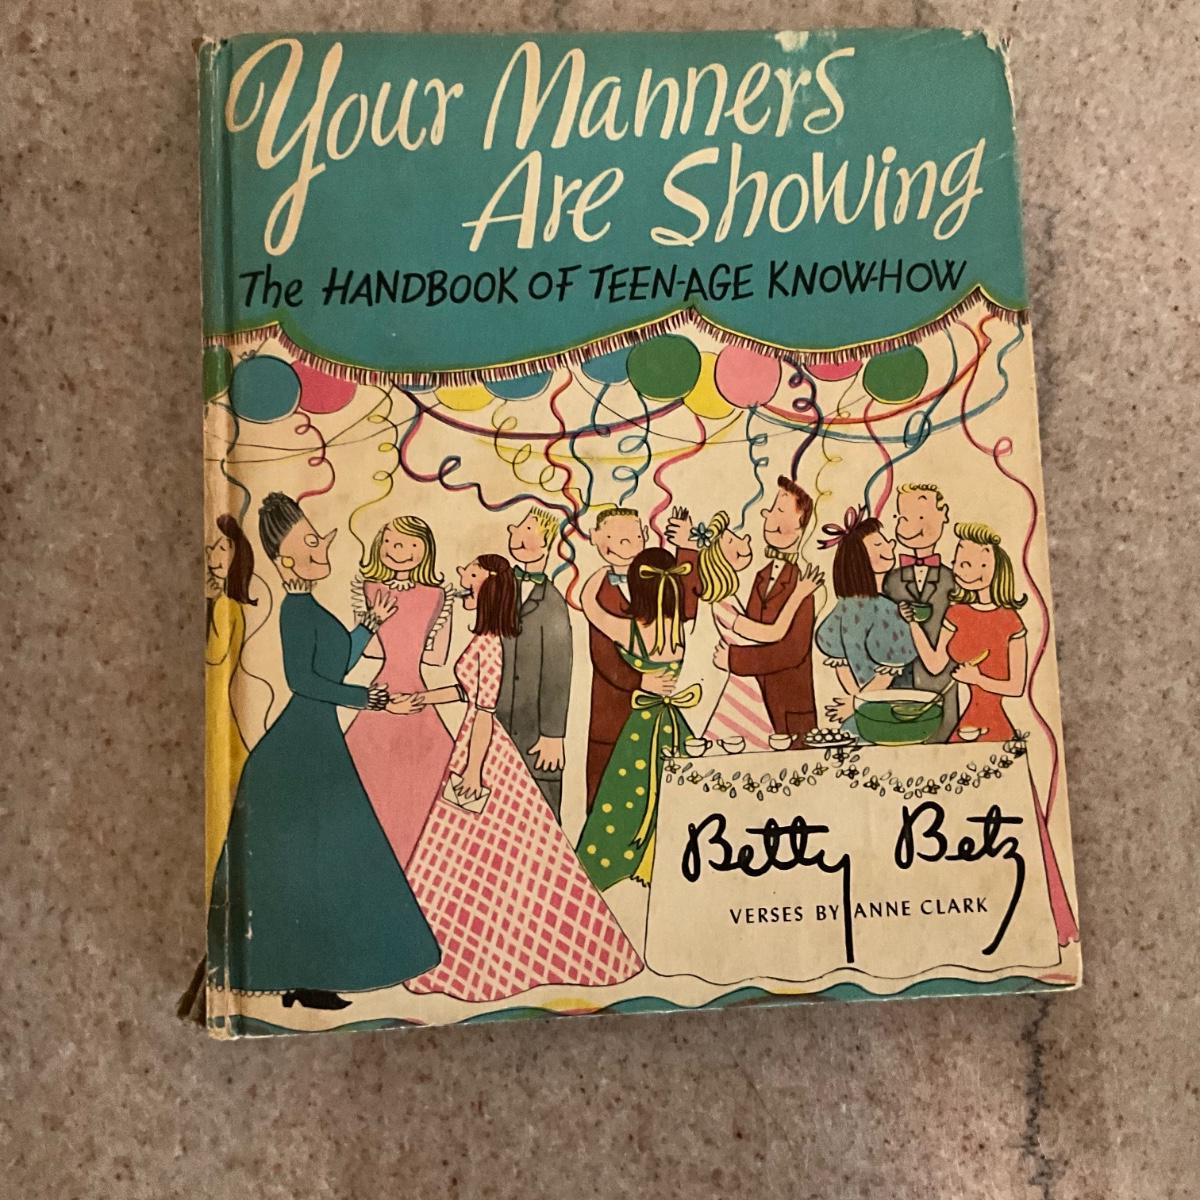 Your Manners
Are Showing
The HANDBOOK OF TEEN-AGE KNOW-HOW
Betty Betz
VERSES BY ANNE CLARK